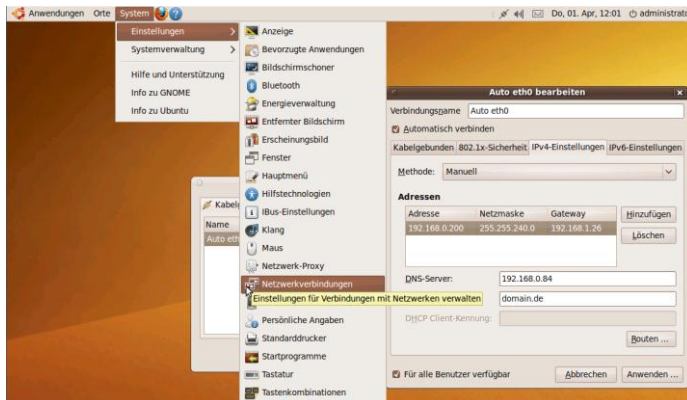 Anwendungen Orte System Do, 01. Apr, 12:01 administrato
Einstellungen
Systemverwaltung
Hilfe und Unterstützung
Info zu GNOME
Info zu Ubuntu
Anzeige
Bevorzugte Anwendungen
Bildschirmschoner
Bluetooth
Energieverwaltung
Entfernter Bildschirm
Erscheinungsbild
Fenster
Hauptmenü
Hilfstechnologien
IBus-Einstellungen
Klang
Maus
Netzwerk-Proxy
Netzwerkverbindungen
Einstellungen für Verbindungen mit Netzwerken verwalten
Persönliche Angaben
Standarddrucker
Startprogramme
Tastatur
Tastenkombinationen
Kabel
Name
Auto eth
Auto eth0 bearbeiten
Verbindungsname Auto eth0
Automatisch verbinden
Kabelgebunden 802.1x-Sicherheit IPv4-Einstellungen IPv6-Einstellungen
Methode: Manuell
Adressen
Adresse Netzmaske Gateway Hinzufügen
192.168.0.200 255.255.240.0 192.168.1.26
Löschen
DNS-Server: 192.168.0.84
domain.de
DHCP Client-Kennung:
Routen ...
Für alle Benutzer verfügbar Abbrechen Anwenden ...